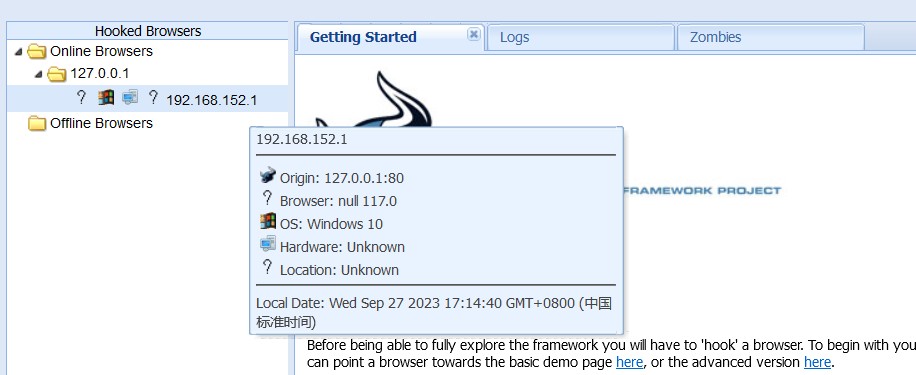 Hooked Browsers
Getting Started
Logs
Zombies
Online Browsers
127.0.0.1
192.168.152.1
Offline Browsers
192.168.152.1
Origin: 127.0.0.1:80
Browser: null 117.0
OS: Windows 10
Hardware: Unknown
Location: Unknown
Local Date: Wed Sep 27 2023 17:14:40 GMT+0800 (中国
标准时间)
FRAMEWORK PROJECT
Before being able to fully explore the framework you will have to 'hook' a browser. To begin with you
can point a browser towards the basic demo page here, or the advanced version here.